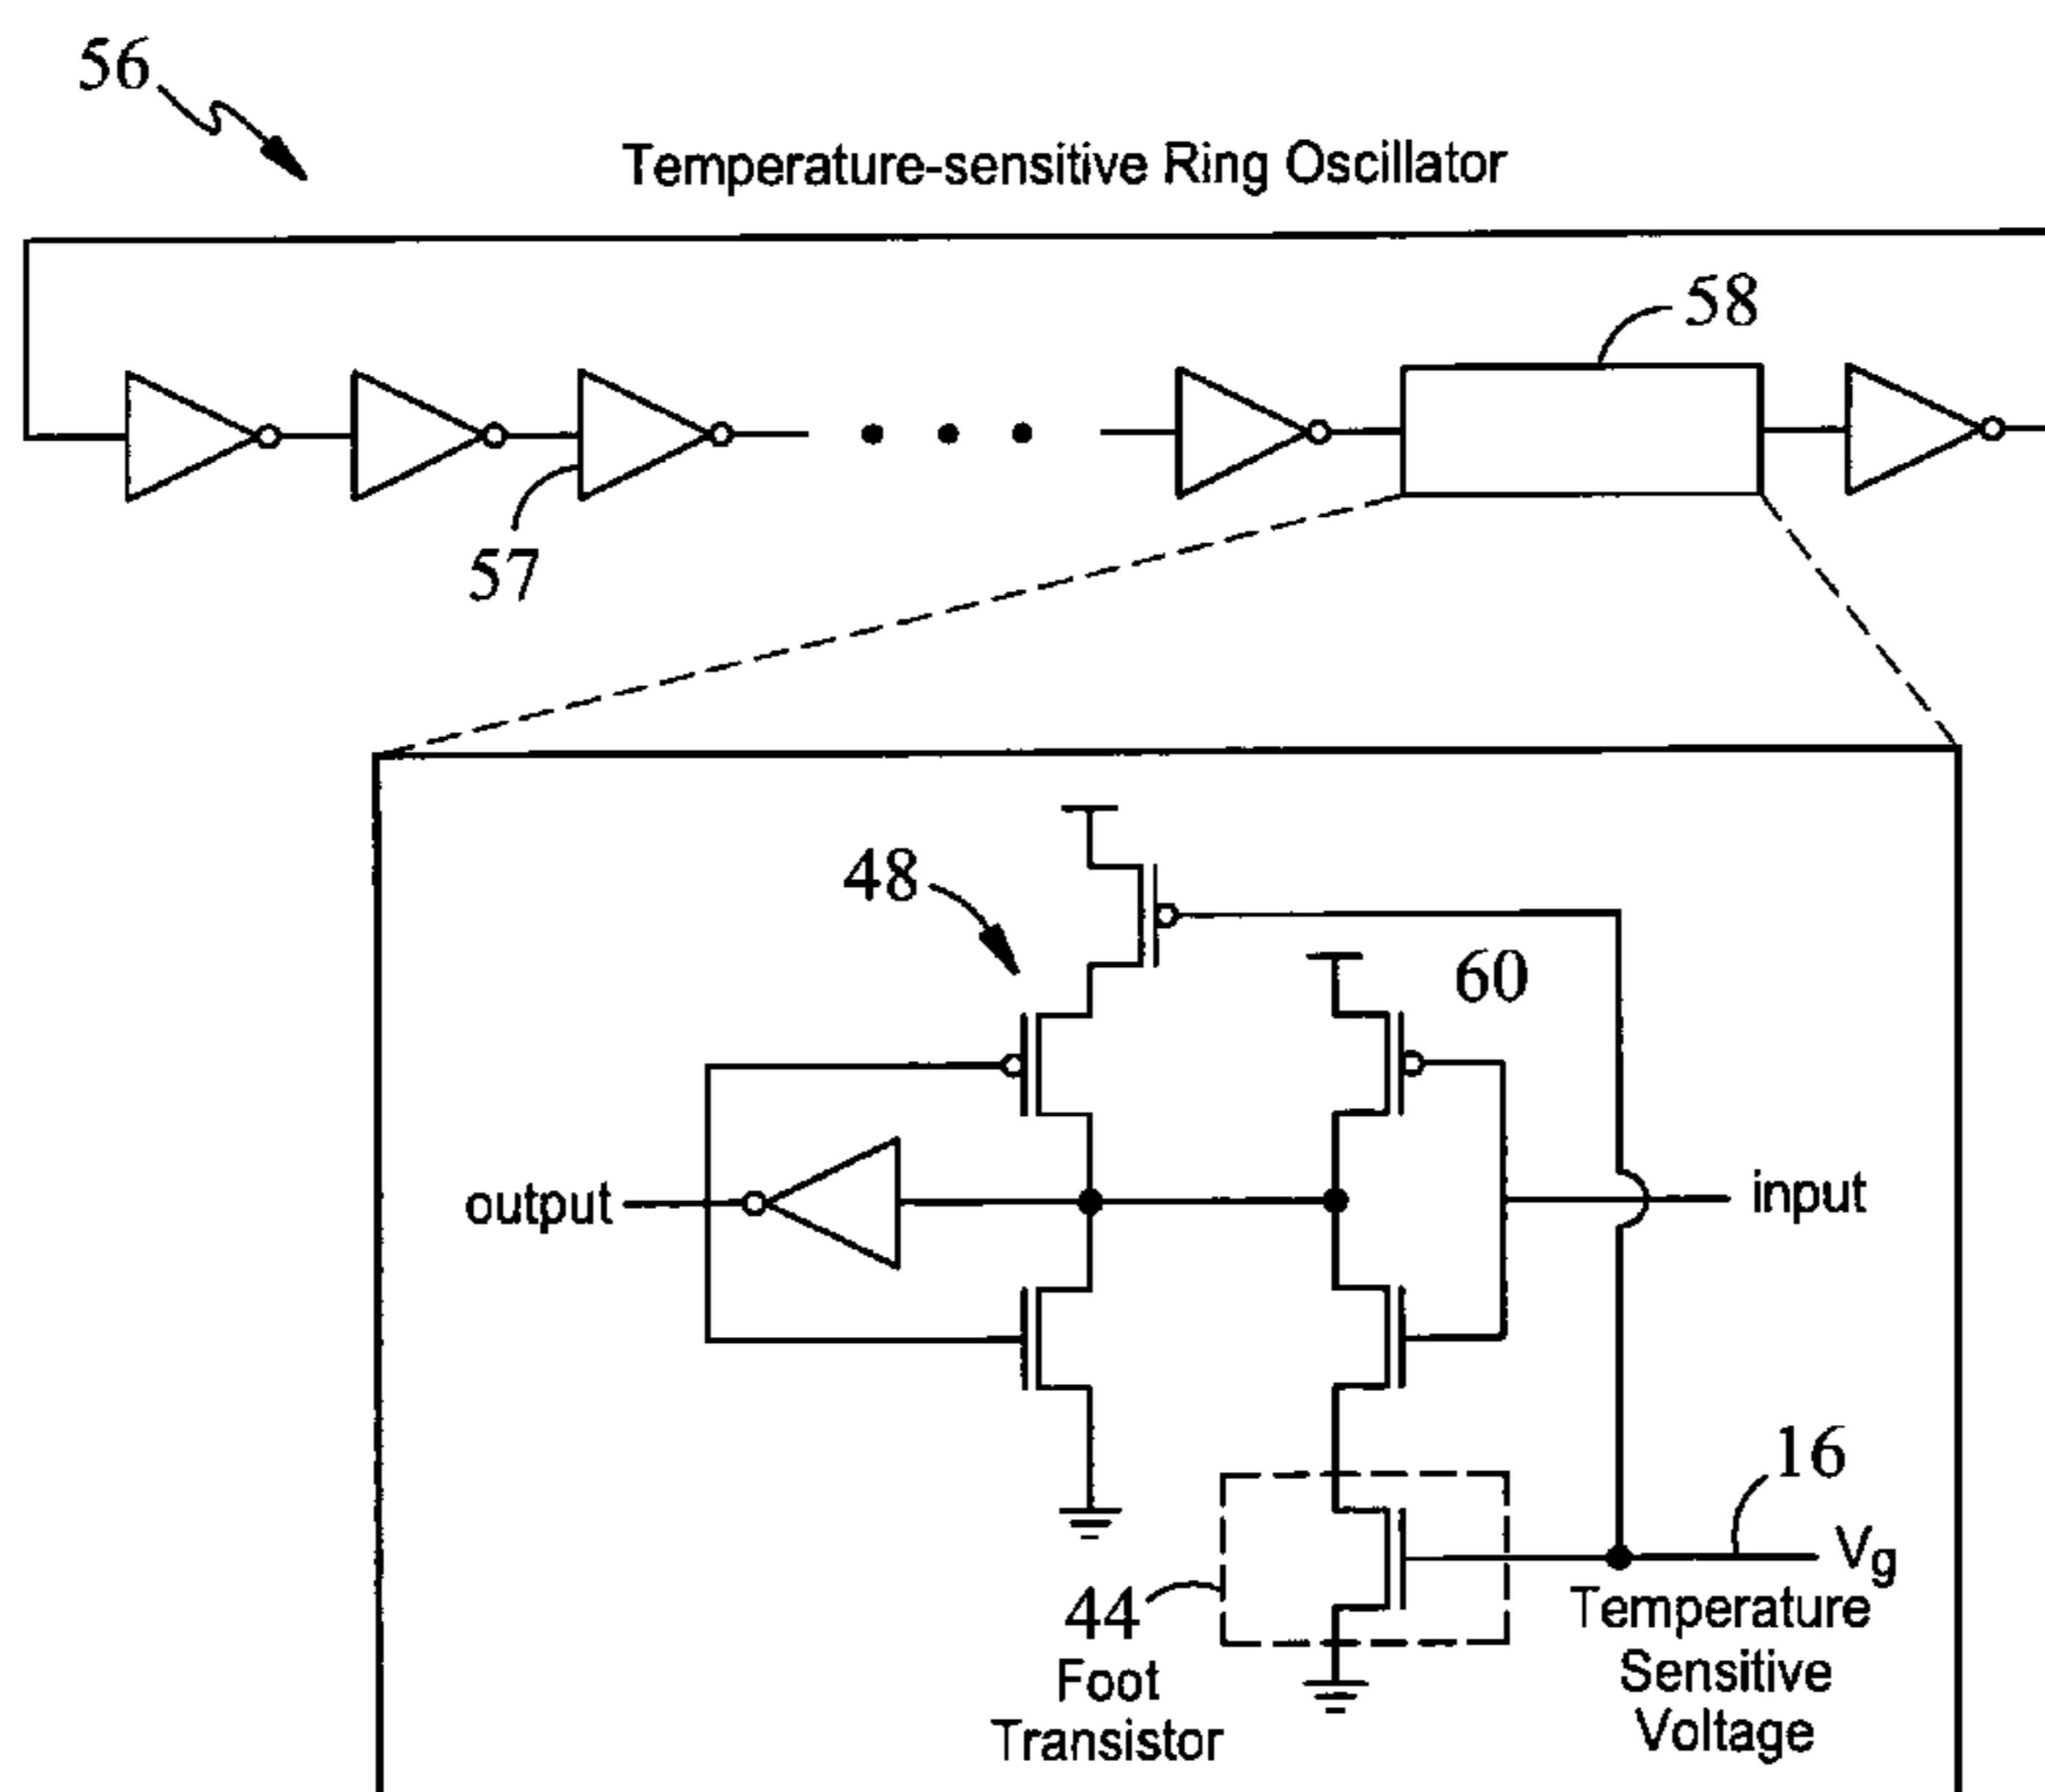 56
Temperature-sensitive Ring Oscillator
58
57
48
60
output
input
16
Vg
44
Foot
Transistor
Temperature
Sensitive
Voltage